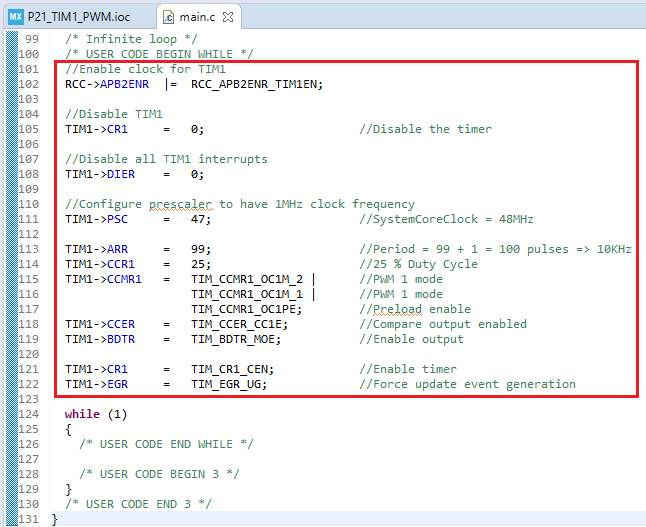 P21_TIM1_PWM.ioc main.c
99 /* Infinite loop */
100 /* USER CODE BEGIN WHILE */
101 //Enable clock for TIM1
102 RCC->APB2ENR |= RCC_APB2ENR_TIM1EN;
103
104 //Disable TIM1
105 TIM1->CR1 = 0; //Disable the timer
106
107 //Disable all TIM1 interrupts
108 TIM1->DIER = 0;
109
110 //Configure prescaler to have 1MHz clock frequency
111 TIM1->PSC = 47; //SystemCoreClock = 48MHz
112
113 TIM1->ARR = 99; //Period = 99 + 1 = 100 pulses => 10KHz
114 TIM1->CCR1 = 25; //25 % Duty Cycle
115 TIM1->CCMR1 = TIM_CCMR1_OC1M_2 | //PWM 1 mode
116 TIM_CCMR1_OC1M_1 | //PWM 1 mode
117 TIM_CCMR1_OC1PE; //Preload enable
118 TIM1->CCER = TIM_CCER_CC1E; //Compare output enabled
119 TIM1->BDTR = TIM_BDTR_MOE; //Enable output
120
121 TIM1->CR1 = TIM_CR1_CEN; //Enable timer
122 TIM1->EGR = TIM_EGR_UG; //Force update event generation
123
124 while (1)
125 {
126 /* USER CODE END WHILE */
127
128 /* USER CODE BEGIN 3 */
129 }
130 /* USER CODE END 3 */
131 }